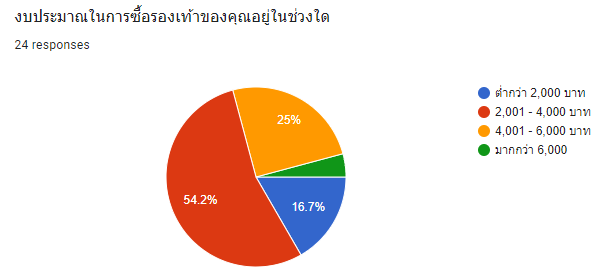 งบประมาณในการซื้อรองเท้าของคุณอยู่ในช่วงใด
24 responses
ต่ำกว่า 2,000 บาท
2,001 - 4,000 บาท
4,001 - 6,000 บาท
มากกว่า 6,000
25%
54.2%
16.7%